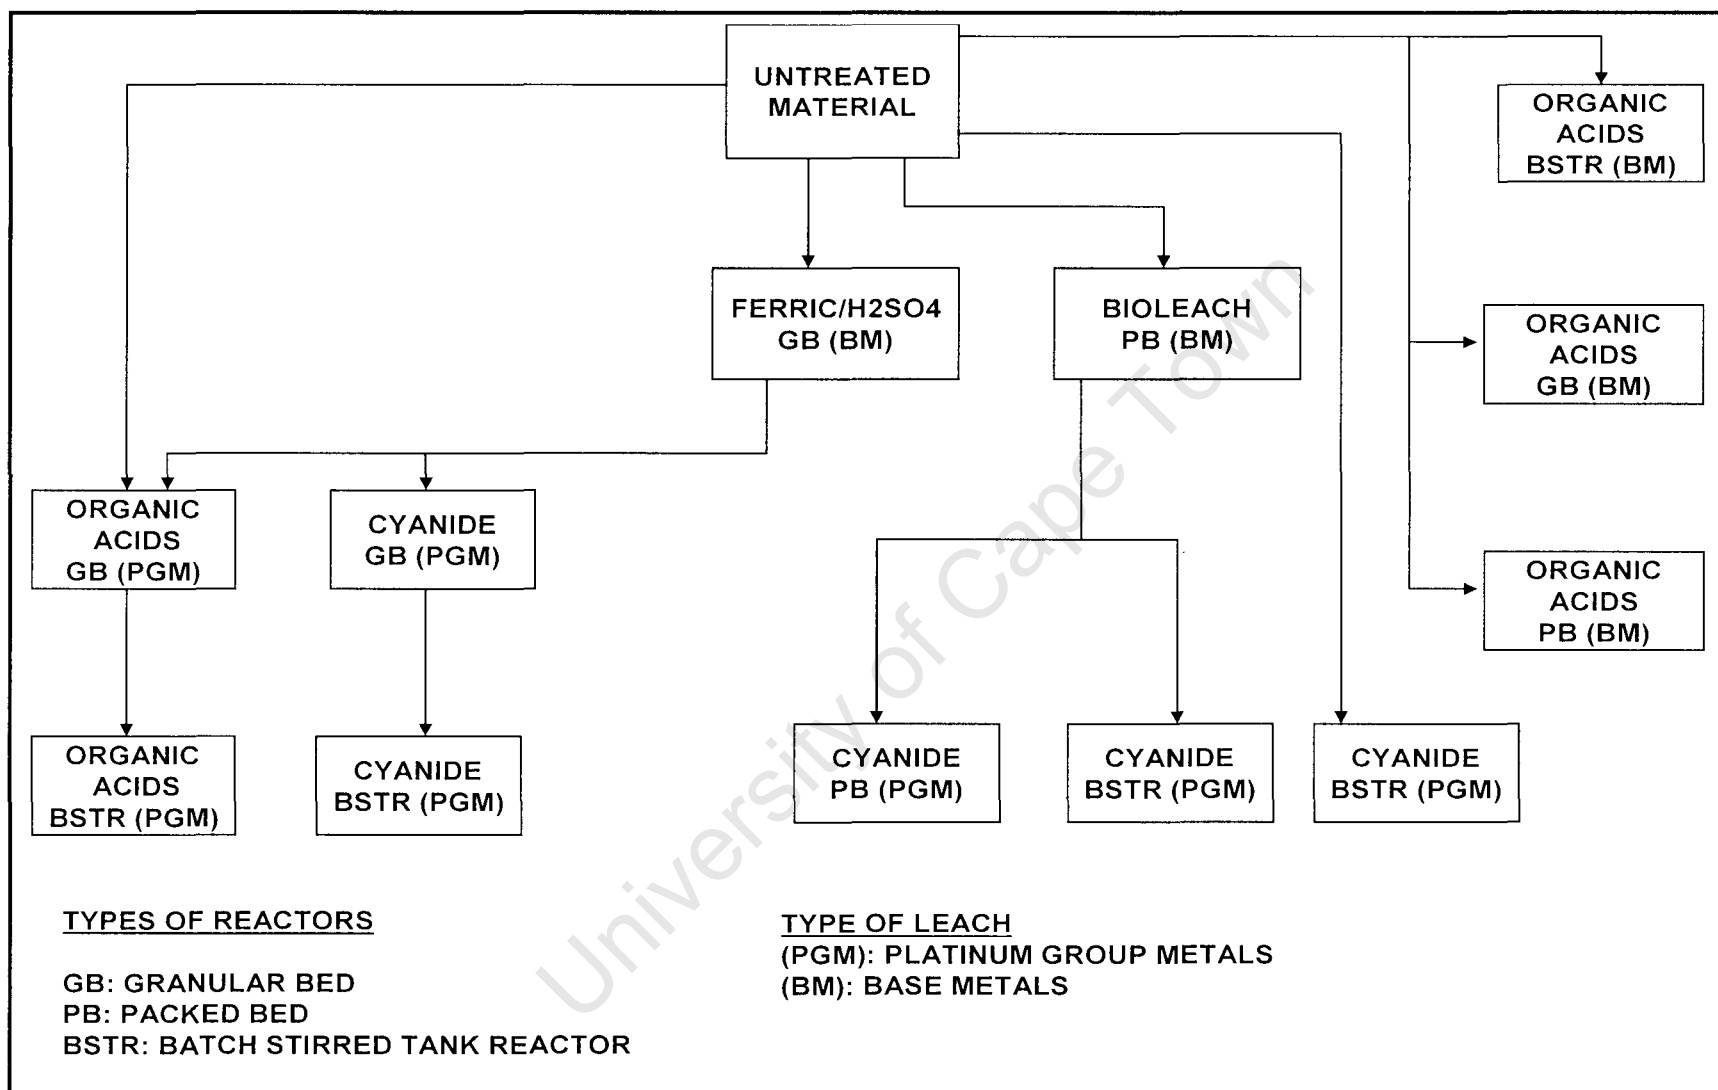 UNTREATED
MATERIAL
ORGANIC
ACIDS
BSTR (BM)
FERRIC/H2SO4
GB (BM)
BIOLEACH
PB (BM)
ORGANIC
ACIDS
GB (BM)
ORGANIC
ACIDS
GB (PGM)
CYANIDE
GB (PGM)
ORGANIC
ACIDS
PB (BM)
ORGANIC
ACIDS
BSTR (PGM)
CYANIDE
BSTR (PGM)
CYANIDE
PB (PGM)
CYANIDE
BSTR (PGM)
CYANIDE
BSTR (PGM)
University of Cape Town
TYPES OF REACTORS
GB: GRANULAR BED
PB: PACKED BED
BSTR: BATCH STIRRED TANK REACTOR
TYPE OF LEACH
(PGM): PLATINUM GROUP METALS
(BM): BASE METALS